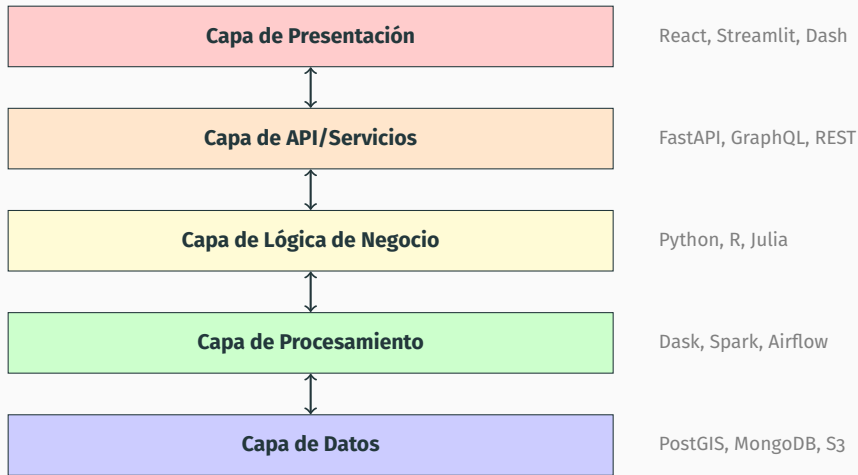 Capa de Presentación
React, Streamlit, Dash
Capa de API/Servicios
FastAPI, GraphQL, REST
Capa de Lógica de Negocio
Python, R, Julia
Capa de Procesamiento
Dask, Spark, Airflow
Capa de Datos
PostGIS, MongoDB, S3